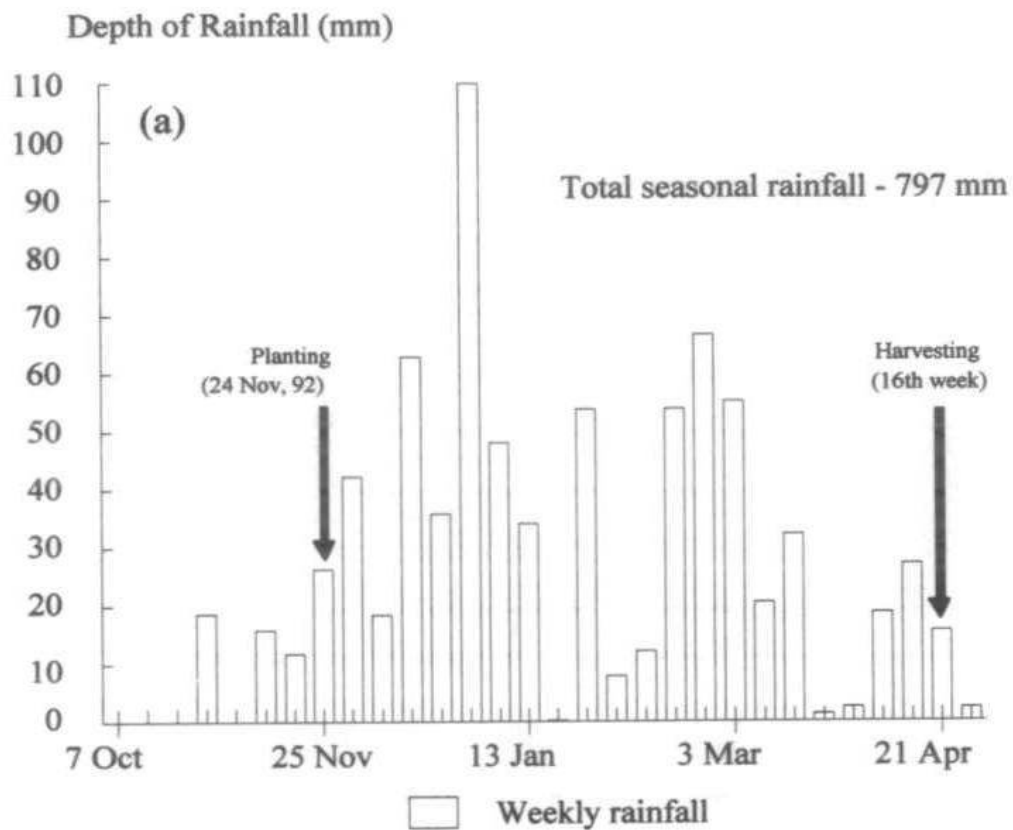 Depth of Rainfall (mm)
110
(a)
100
90
Total seasonal rainfall - 797 mm
80
70
Planting
(24 Nov, 92)
Harvesting
(16th week)
60
50
40
30
20
10
0
7 Oct 25 Nov 13 Jan 3 Mar 21 Apr
Weekly rainfall